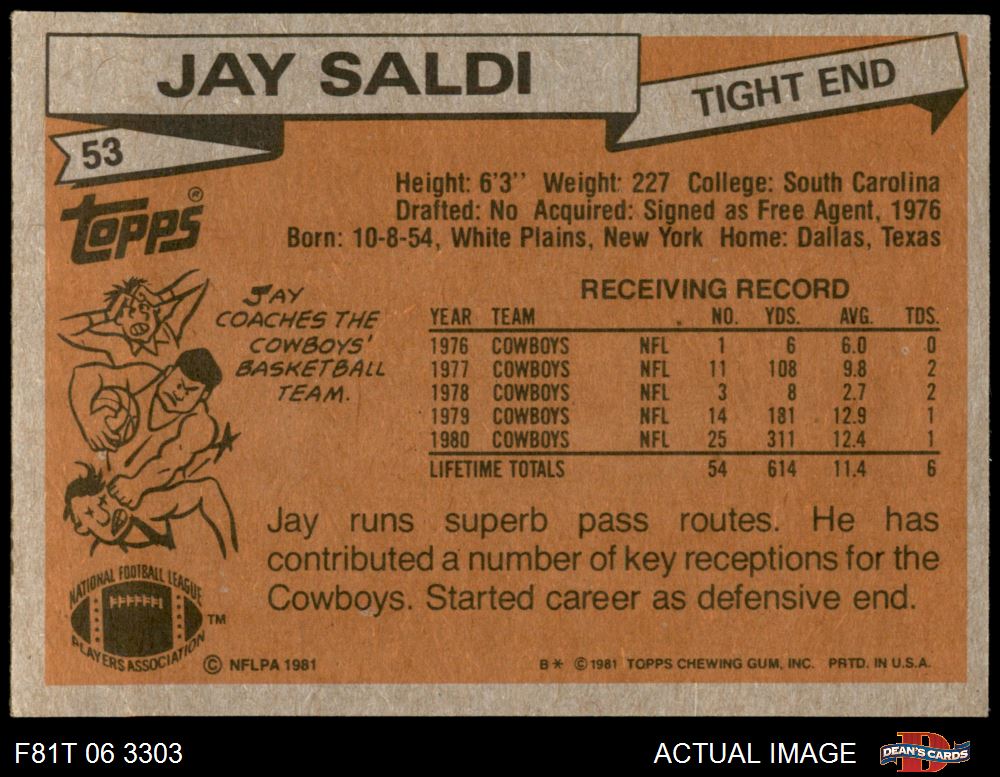 JAY SALDI
TIGHT END
53
Topps®
Height: 6'3'' Weight: 227 College: South Carolina
Drafted: No Acquired: Signed as Free Agent, 1976
Born: 10-8-54, White Plains, New York Home: Dallas, Texas
JAY
COACHES THE
COWBOYS'
BASKETBALL
TEAM.
RECEIVING RECORD
YEAR TEAM NO. YDS. AVG. TDS.
1976 COWBOYS NFL 1 6 6.0 0
1977 COWBOYS NFL 11 108 9.8 2
1978 COWBOYS NFL 3 8 2.7 2
1979 COWBOYS NFL 14 181 12.9 1
1980 COWBOYS NFL 25 311 12.4 1
LIFETIME TOTALS 54 614 11.4 6
Jay runs superb pass routes. He has
contributed a number of key receptions for the
Cowboys. Started career as defensive end.
NATIONAL FOOTBALL LEAGUE
PLAYERS ASSOCIATION
TM
© NFLPA 1981
B* © 1981 TOPPS CHEWING GUM, INC. PRTD. IN U.S.A.
F81T 06 3303
ACTUAL IMAGE
D
DEAN'S CARDS